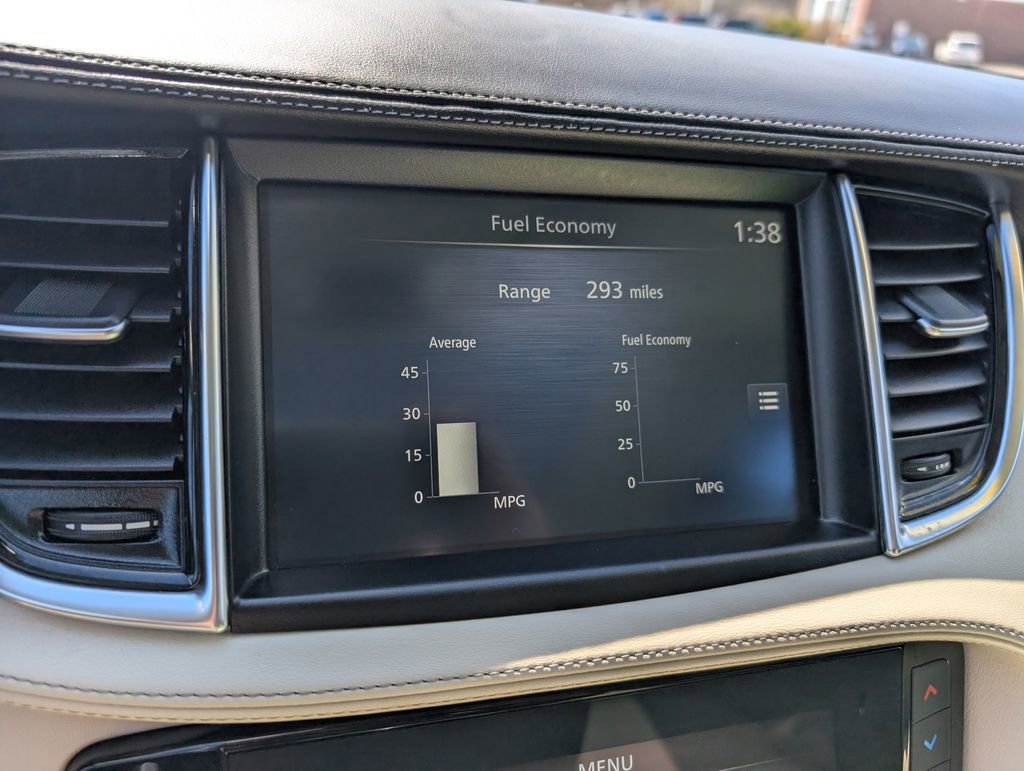 Fuel Economy 1:38
Range 293 miles
Average
45
30
15
0
MPG
Fuel Economy
75
50
25
0
MPG
MENU